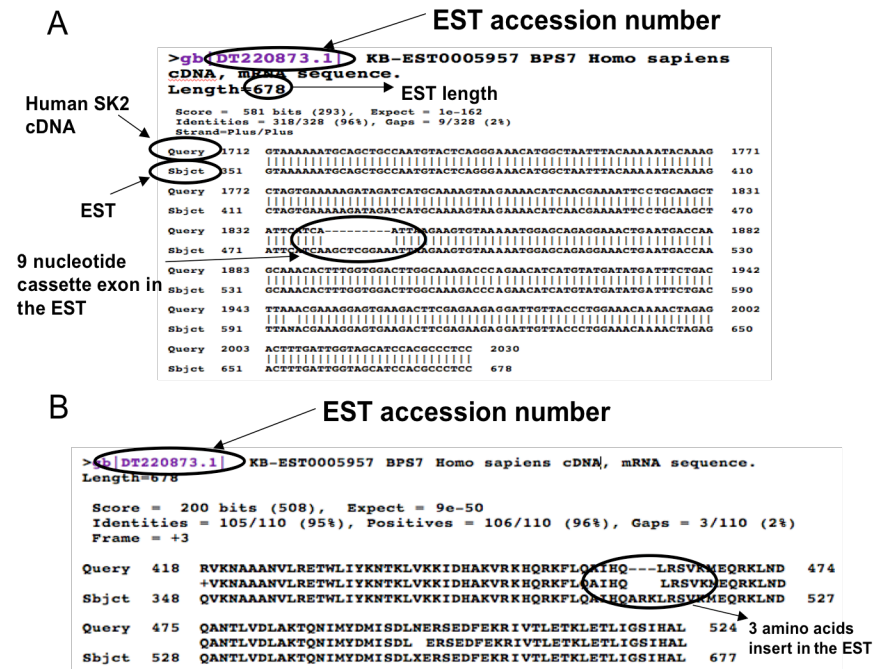 A
EST accession number
>gb|DT220873.1| KB-EST0005957 BPS7 Homo sapiens
cDNA, mRNA sequence.
Length=678
EST length
Human SK2
cDNA
Score = 581 bits (293), Expect = 1e-162
Identities = 318/328 (96%), Gaps = 9/328 (2%)
Strand=Plus/Plus
Query 1712 GTAAAAAATGCAGCTGCCAATGTACTCAGGGAAACATGGCTAATTTACAAAAATACAAAG 1771
Sbjct 351 GTAAAAAATGCAGCTGCCAATGTACTCAGGGAAACATGGCTAATTTACAAAAATACAAAG 410
EST
Query 1772 CTAGTGAAAAAGATAGATCATGCAAAAGTAAGAAAACATCAACGAAAATTCCTGCAAGCT 1831
Sbjct 411 CTAGTGAAAAAGATAGATCATGCAAAAGTAAGAAAACATCAACGAAAATTCCTGCAAGCT 470
Query 1832 ATTCATCA---------ATTAAGAAGTGTAAAAATGGAGCAGAGGAAACTGAATGACCAA 1882
Sbjct 471 ATTCATCAAGCTCGGAAATTAAGAAGTGTAAAAATGGAGCAGAGGAAACTGAATGACCAA 530
9 nucleotide
cassette exon in
the EST
Query 1883 GCAAACACTTTGGTGGACTTGGCAAAGACCCAGAACATCATGTATGATATGATTTCTGAC 1942
Sbjct 531 GCAAACACTTTGGTGGACTTGGCAAAGACCCAGAACATCATGTATGATATGATTTCTGAC 590
Query 1943 TTAAACGAAAGGAGTGAAGACTTCGAGAAGAGGATTGTTACCCTGGAAACAAAACTAGAG 2002
Sbjct 591 TTANACGAAAGGAGTGAAGACTTCGAGAAGAGGATTGTTACCCTGGAAACAAAACTAGAG 650
Query 2003 ACTTTGATTGGTAGCATCCACGCCCTCC 2030
Sbjct 651 ACTTTGATTGGTAGCATCCACGCCCTCC 678
B
EST accession number
>gb|DT220873.1| KB-EST0005957 BPS7 Homo sapiens cDNA, mRNA sequence.
Length=678
Score = 200 bits (508), Expect = 9e-50
Identities = 105/110 (95%), Positives = 106/110 (96%), Gaps = 3/110 (2%)
Frame = +3
Query 418 RVKNAAANVLRETWLIYKNTKLVKKIDHAKVRKHQRKFLQAIHQ---LRSVKMEQRKLND 474
+VKNAAANVLRETWLIYKNTKLVKKIDHAKVRKHQRKFLQAIHQ LRSVKMEQRKLND
Sbjct 348 QVKNAAANVLRETWLIYKNTKLVKKIDHAKVRKHQRKFLQAIHQARKLRSVKMEQRKLND 527
Query 475 QANTLVDLAKTQNIMYDMISDLNERSEDFEKRIVTLETKLETLIGSIHAL 524
QANTLVDLAKTQNIMYDMISDL ERSEDFEKRIVTLETKLETLIGSIHAL
Sbjct 528 QANTLVDLAKTQNIMYDMISDLXERSEDFEKRIVTLETKLETLIGSIHAL 677
3 amino acids
insert in the EST